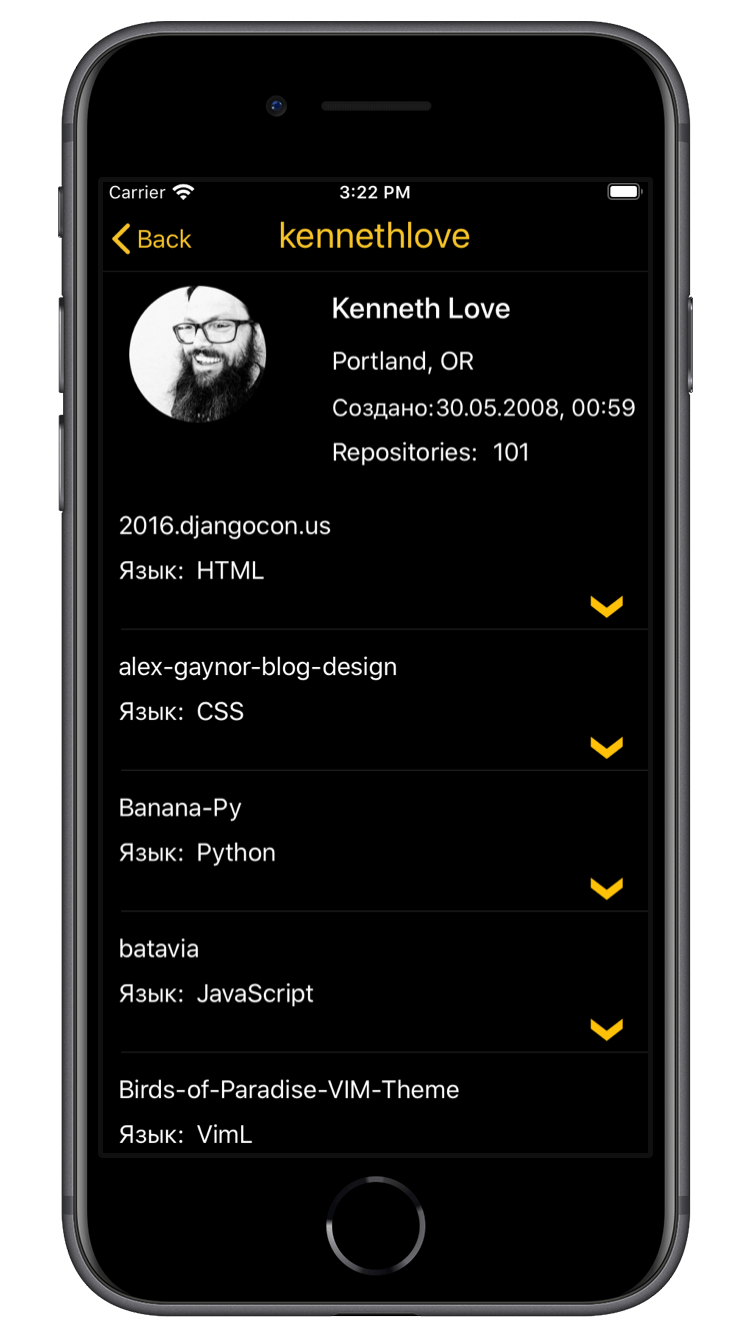 Carrier 3:22 PM
Back kennethlove
Kenneth Love
Portland, OR
Создано:30.05.2008, 00:59
Repositories: 101
2016.djangocon.us
Язык: HTML
alex-gaynor-blog-design
Язык: CSS
Banana-Py
Язык: Python
batavia
Язык: JavaScript
Birds-of-Paradise-VIM-Theme
Язык: VimL